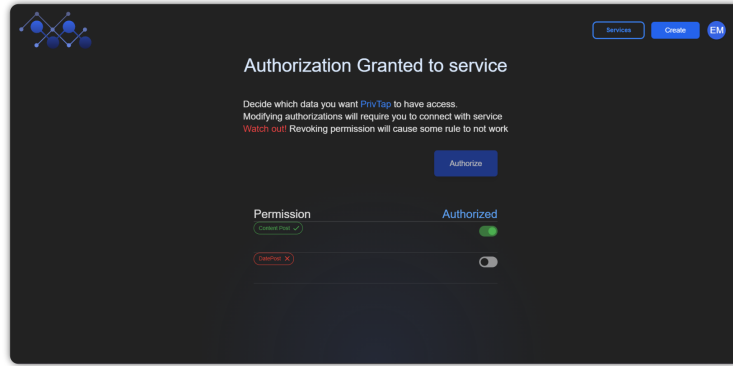 Services Create EM
Authorization Granted to service
Decide which data you want PrivTap to have access.
Modifying authorizations will require you to connect with service
Watch out! Revoking permission will cause some rule to not work
Authorize
Permission Authorized
Content Post
DatePost